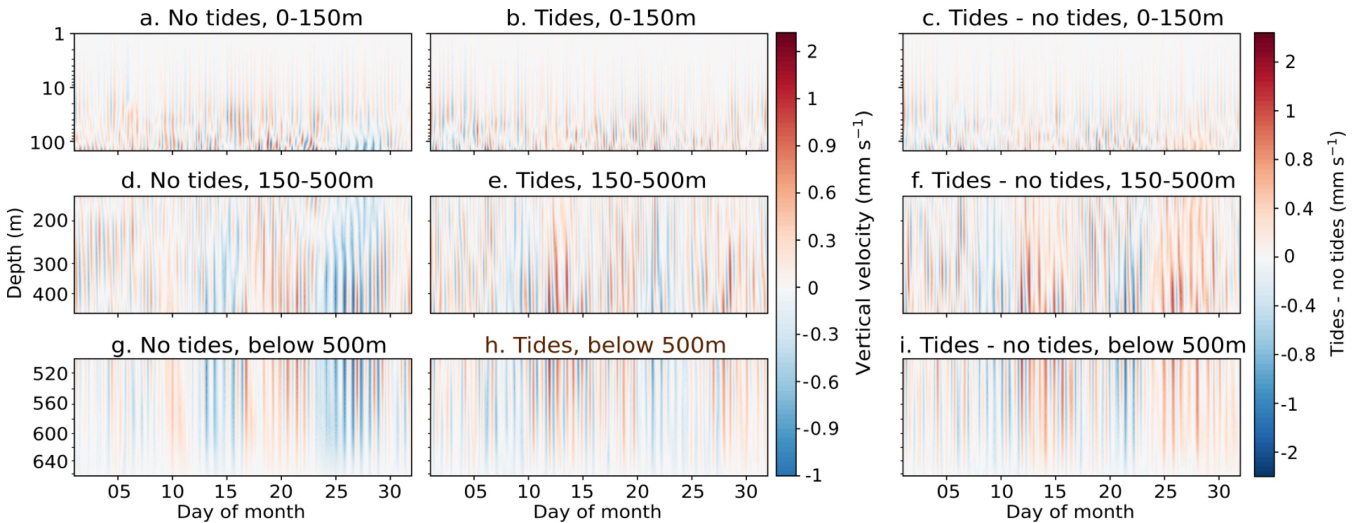 a. No tides, 0-150m
b. Tides, 0-150m
c. Tides - no tides, 0-150m
1
10
100
d. No tides, 150-500m
e. Tides, 150-500m
f. Tides - no tides, 150-500m
Depth (m)
200
300
400
g. No tides, below 500m
h. Tides, below 500m
i. Tides - no tides, below 500m
520
560
600
640
05 10 15 20 25 30
05 10 15 20 25 30
05 10 15 20 25 30
Day of month
Day of month
Day of month
2
1
0.9
0.6
0.3
0
-0.3
-0.6
-0.9
-1
Vertical velocity (mm s⁻¹)
2
1
0.8
0.4
0
-0.4
-0.8
-1
-2
Tides - no tides (mm s⁻¹)